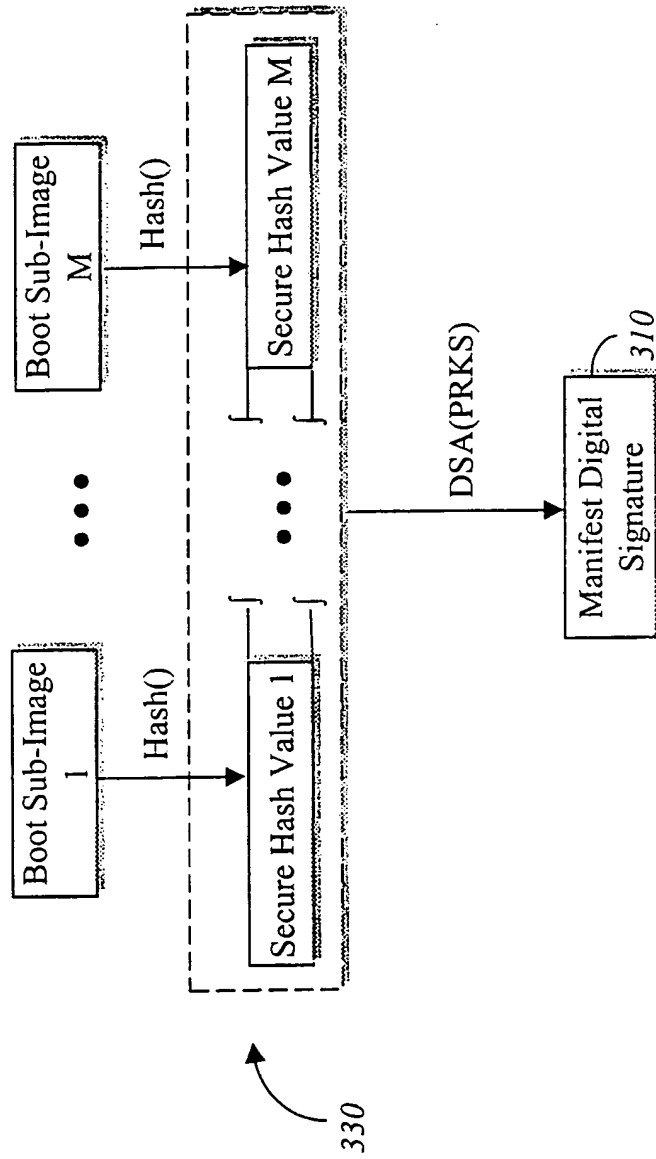 Boot Sub-Image
1
• • •
Boot Sub-Image
M
Hash()
Hash()
Secure Hash Value 1
• • •
Secure Hash Value M
330
DSA(PRKS)
Manifest Digital
Signature
310